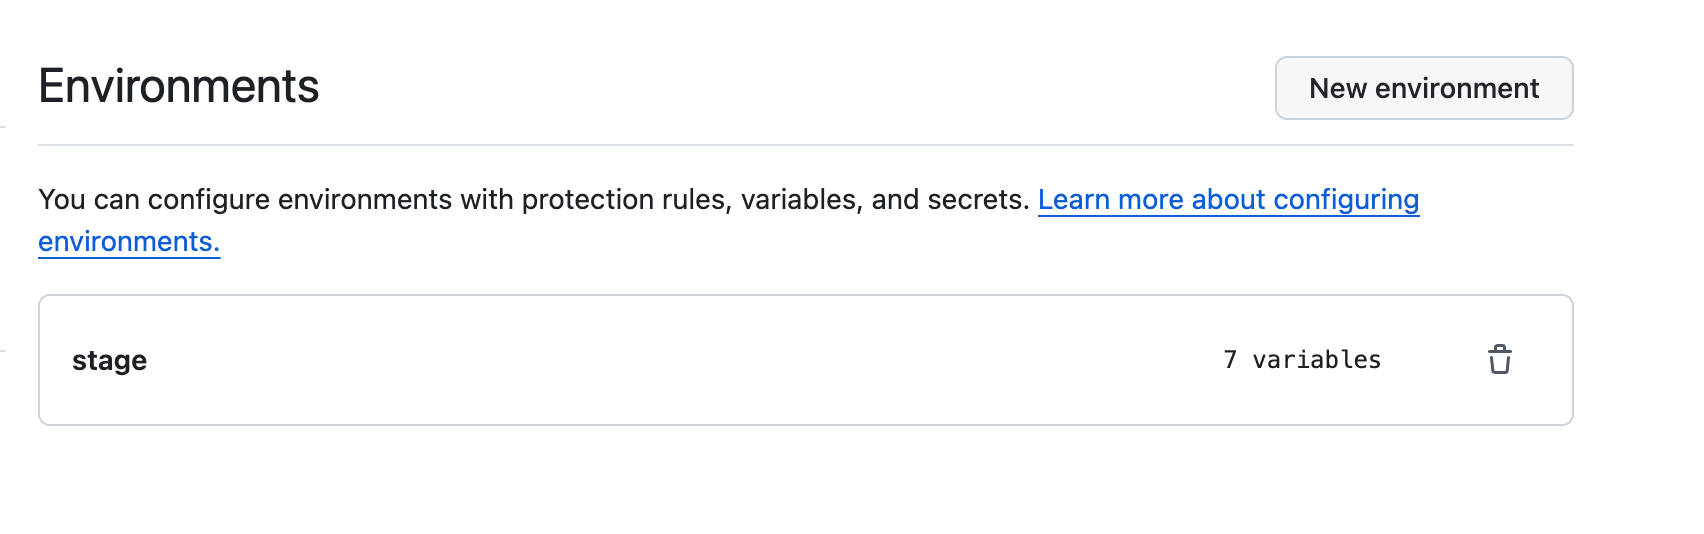 Environments
New environment
You can configure environments with protection rules, variables, and secrets. Learn more about configuring
environments.
stage
7 variables